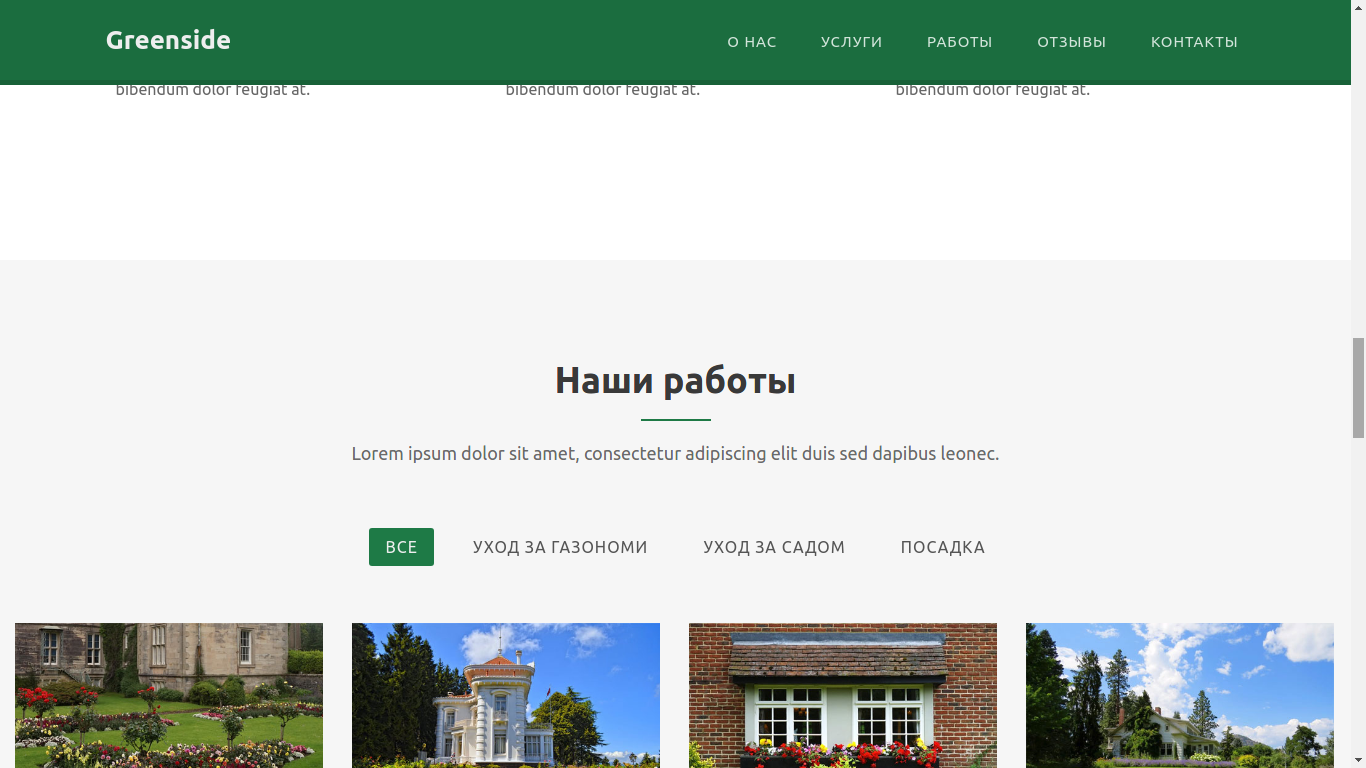 Greenside
О НАС УСЛУГИ РАБОТЫ ОТЗЫВЫ КОНТАКТЫ
bibendum dolor feugiat at. bibendum dolor feugiat at. bibendum dolor feugiat at.
Наши работы
Lorem ipsum dolor sit amet, consectetur adipiscing elit duis sed dapibus leonec.
ВСЕ УХОД ЗА ГАЗОНОМИ УХОД ЗА САДОМ ПОСАДКА